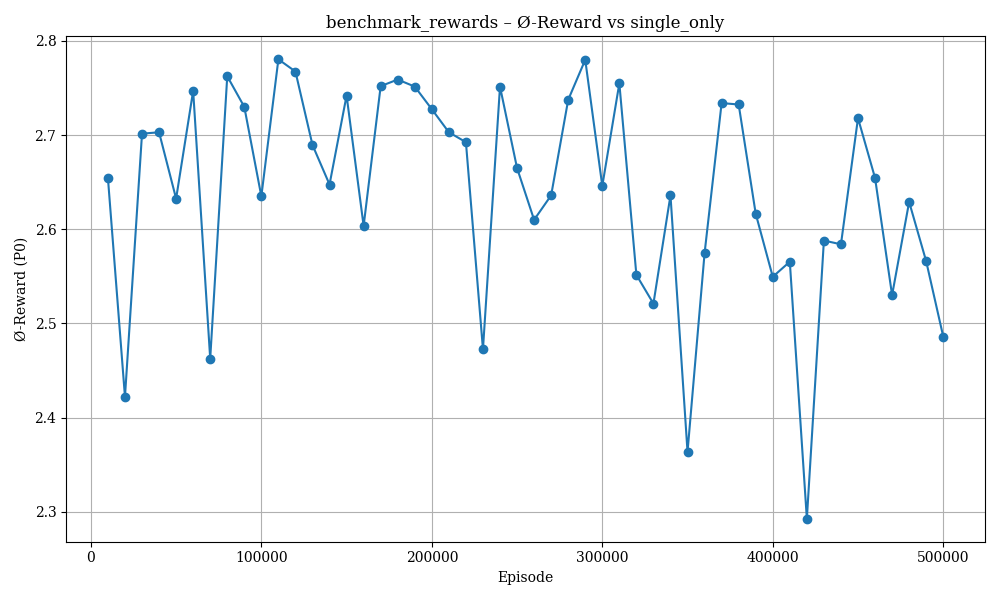 benchmark_rewards – Ø-Reward vs single_only
2.8
2.7
2.6
2.5
2.4
2.3
Ø-Reward (P0)
0 100000 200000 300000 400000 500000
Episode